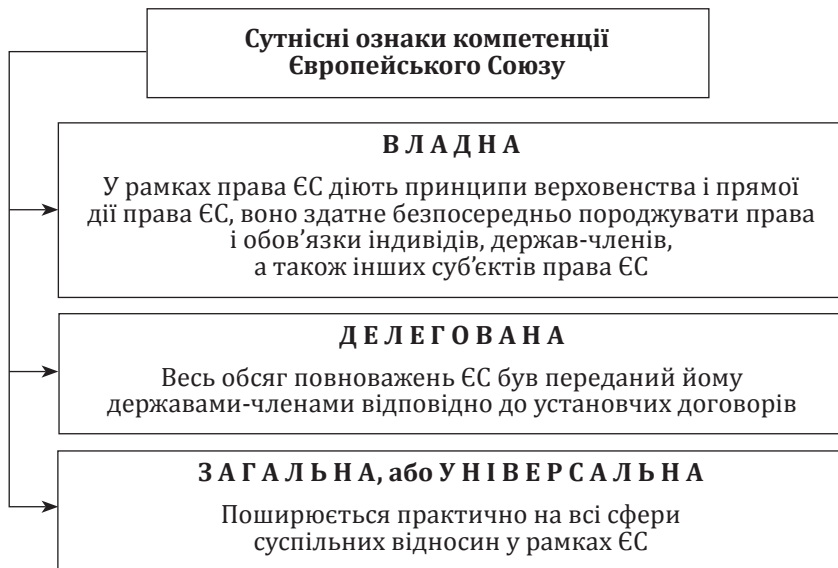 Сутнісні ознаки компетенції
Європейського Союзу
В Л А Д Н А
У рамках права ЄС діють принципи верховенства і прямої
дії права ЄС, воно здатне безпосередньо породжувати права
і обов’язки індивідів, держав-членів,
а також інших суб’єктів права ЄС
Д Е Л Е Г О В А Н А
Весь обсяг повноважень ЄС був переданий йому
державами-членами відповідно до установчих договорів
З А Г А Л Ь Н А, або У Н І В Е Р С А Л Ь Н А
Поширюється практично на всі сфери
суспільних відносин у рамках ЄС